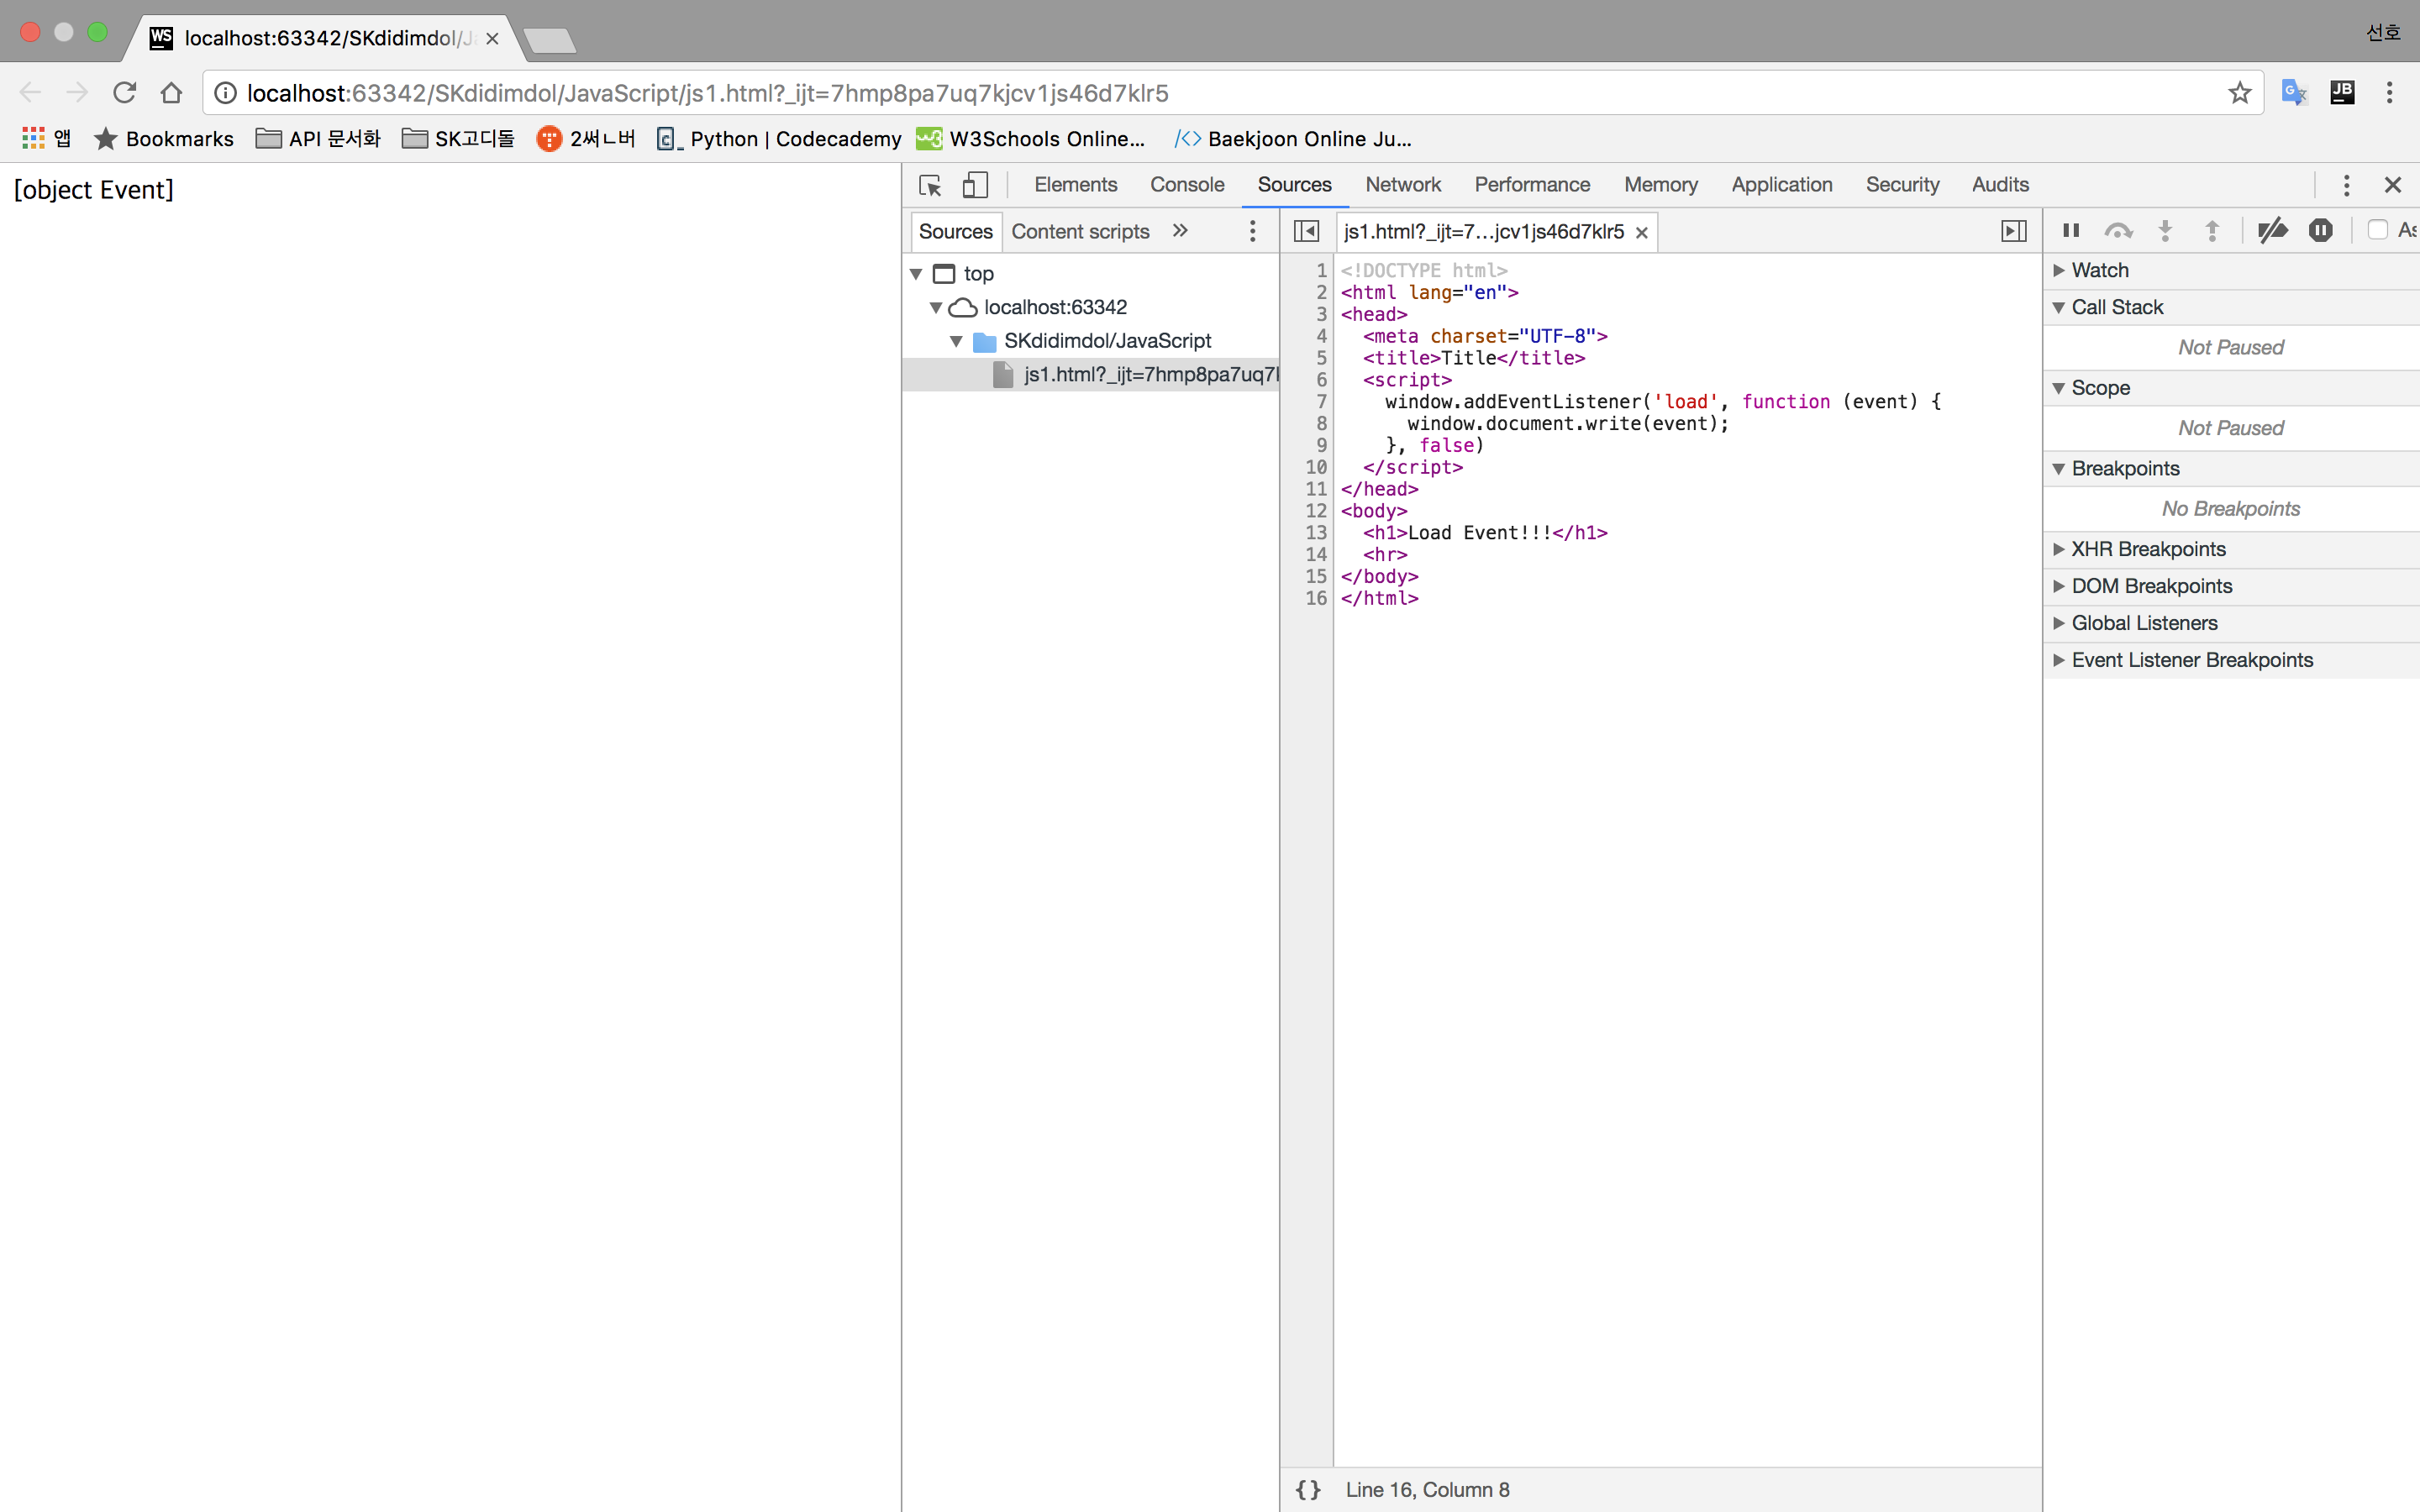 WS localhost:63342/SKdidimdol/J
선호
localhost:63342/SKdidimdol/JavaScript/js1.html?_ijt=7hmp8pa7uq7kjcv1js46d7klr5
JB
앱 Bookmarks API 문서화 SK고디돌 2써ㄴ버 Python | Codecademy W3Schools Online... Baekjoon Online Ju...
[object Event]
Elements Console Sources Network Performance Memory Application Security Audits
Sources Content scripts »
js1.html?_ijt=7...jcv1js46d7klr5
As
top
localhost:63342
SKdidimdol/JavaScript
js1.html?_ijt=7hmp8pa7uq7
1 <!DOCTYPE html>
2 <html lang="en">
3 <head>
4 <meta charset="UTF-8">
5 <title>Title</title>
6 <script>
7 window.addEventListener('load', function (event) {
8 window.document.write(event);
9 }, false)
10 </script>
11 </head>
12 <body>
13 <h1>Load Event!!!</h1>
14 <hr>
15 </body>
16 </html>
Watch
Call Stack
Not Paused
Scope
Not Paused
Breakpoints
No Breakpoints
XHR Breakpoints
DOM Breakpoints
Global Listeners
Event Listener Breakpoints
{} Line 16, Column 8